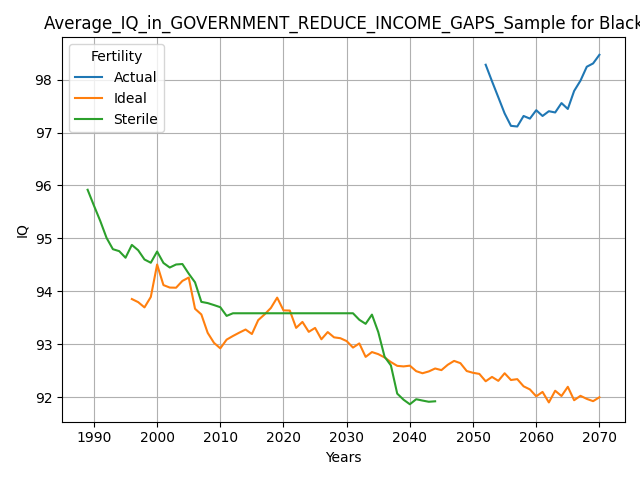 Average_IQ_in_GOVERNMENT_REDUCE_INCOME_GAPS_Sample for Black
Fertility
Actual
Ideal
Sterile
98
97
96
95
94
93
92
IQ
1990 2000 2010 2020 2030 2040 2050 2060 2070
Years